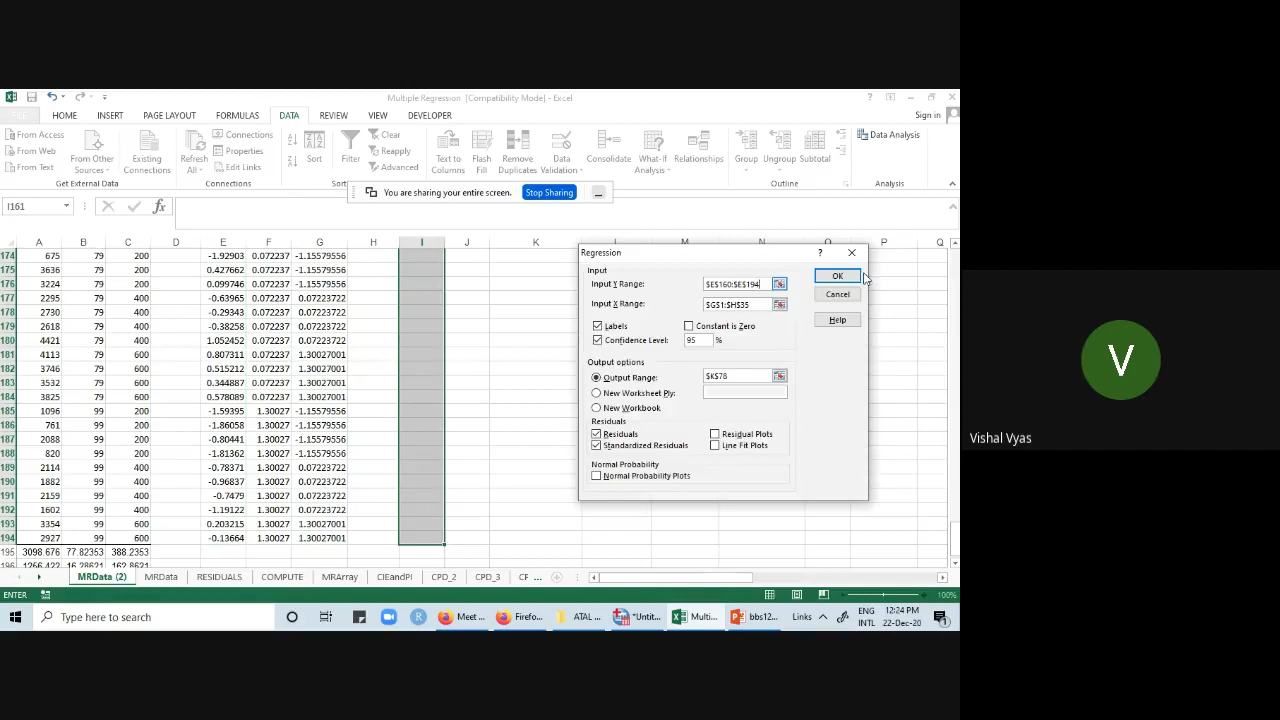 Multiple Regression [Compatibility Mode] - Excel
FILE HOME INSERT PAGE LAYOUT FORMULAS DATA REVIEW VIEW DEVELOPER Sign in
From Access
From Web
From Text
From Other Sources
Existing Connections
Get External Data
Refresh All
Connections
Properties
Edit Links
Connections
Sort
Filter
Clear
Reapply
Advanced
Text to Columns
Flash Fill
Remove Duplicates
Data Validation
Consolidate
What-If Analysis
Relationships
Group
Ungroup
Subtotal
Outline
Data Analysis
Analysis
You are sharing your entire screen. Stop Sharing
I161
A B C D E F G H I J K L M N O P Q
174 675 79 200 -1.92903 0.072237 -1.15579556
175 3636 79 200 0.427662 0.072237 -1.15579556
176 3224 79 200 0.099746 0.072237 -1.15579556
177 2295 79 400 -0.63965 0.072237 0.07223722
178 2730 79 400 -0.29343 0.072237 0.07223722
179 2618 79 400 -0.38258 0.072237 0.07223722
180 4421 79 400 1.052452 0.072237 0.07223722
181 4113 79 600 0.807311 0.072237 1.30027001
182 3746 79 600 0.515212 0.072237 1.30027001
183 3532 79 600 0.344887 0.072237 1.30027001
184 3825 79 600 0.578089 0.072237 1.30027001
185 1096 99 200 -1.59395 1.30027 -1.15579556
186 761 99 200 -1.86058 1.30027 -1.15579556
187 2088 99 200 -0.80441 1.30027 -1.15579556
188 820 99 200 -1.81362 1.30027 -1.15579556
189 2114 99 400 -0.78371 1.30027 0.07223722
190 1882 99 400 -0.96837 1.30027 0.07223722
191 2159 99 400 -0.7479 1.30027 0.07223722
192 1602 99 400 -1.19122 1.30027 0.07223722
193 3354 99 600 0.203215 1.30027 1.30027001
194 2927 99 600 -0.13664 1.30027 1.30027001
195 3098.676 77.82353 388.2353
196 1266.422 16.28621 162.8621
Regression ?
Input
Input Y Range: $E$160:$E$194
Input X Range: $G$1:$H$35
Labels Constant is Zero
Confidence Level: 95 %
OK
Cancel
Help
Output options
Output Range: $K$78
New Worksheet Ply:
New Workbook
Residuals
Residuals Residual Plots
Standardized Residuals Line Fit Plots
Normal Probability
Normal Probability Plots
MRData (2) MRData RESIDUALS COMPUTE MRArray CIEandPI CPD_2 CPD_3 CF ...
ENTER 100%
Type here to search
R
Meet ...
Firefo...
ATAL ...
"Untit...
Multi...
bbs12...
Links
ENG
INTL
12:24 PM
22-Dec-20
1
V
Vishal Vyas